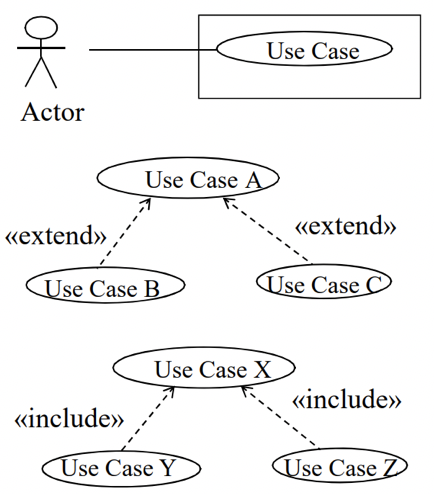 Use Case
Actor
Use Case A
«extend»
«extend»
Use Case B
Use Case C
Use Case X
«include»
«include»
Use Case Y
Use Case Z